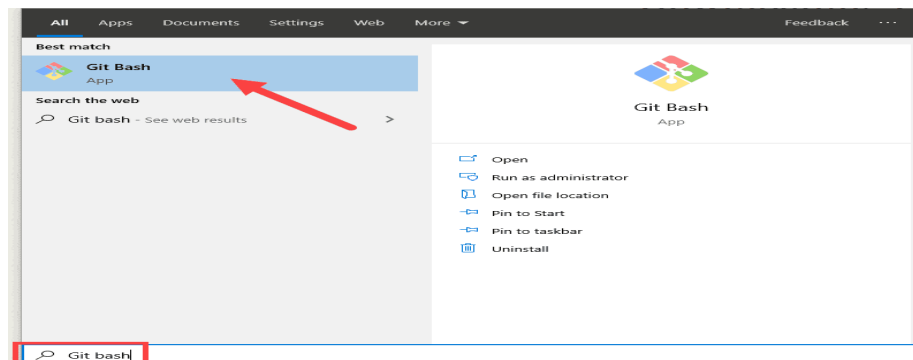 All Apps Documents Settings Web More Feedback ...
Best match
Git Bash
App
Search the web
Git bash - See web results
Git Bash
App
Open
Run as administrator
Open file location
Pin to Start
Pin to taskbar
Uninstall
Git bash